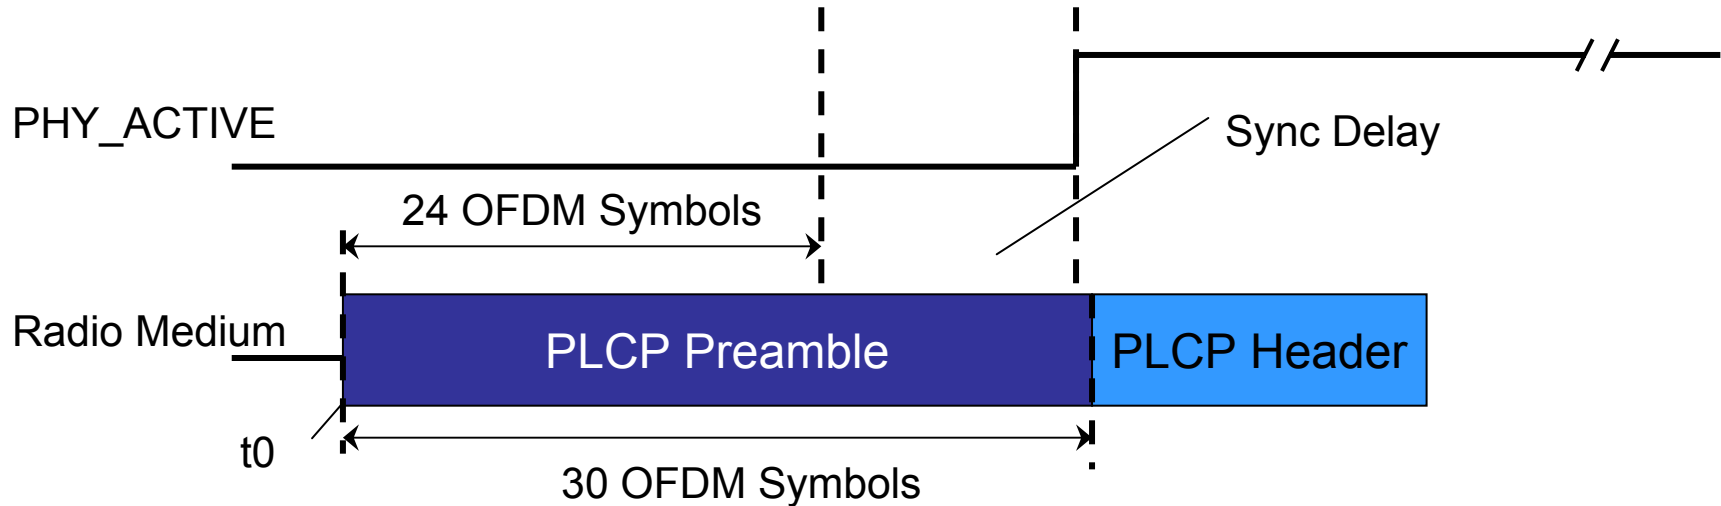 PHY_ACTIVE
Sync Delay
24 OFDM Symbols
Radio Medium
PLCP Preamble
PLCP Header
t0
30 OFDM Symbols